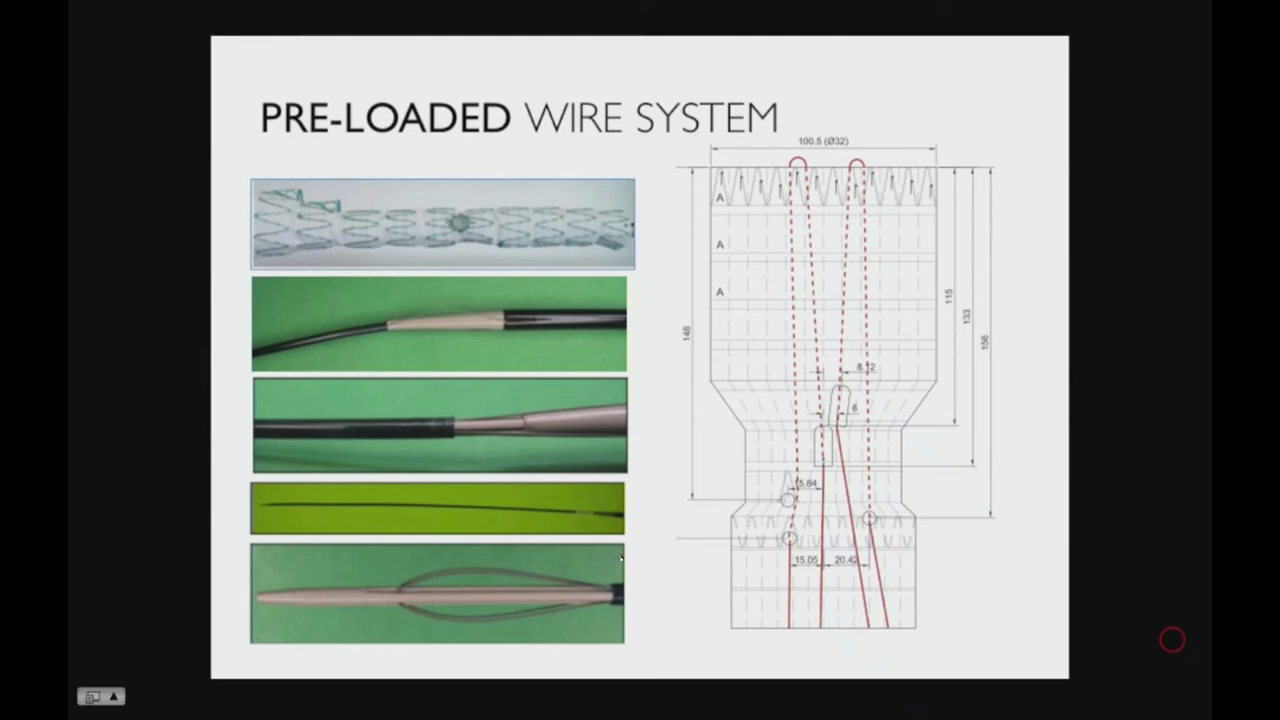 PRE-LOADED WIRE SYSTEM
100.5 (Ø32)
A
A
A
115
133
148
156
8.12
6
5.84
15.05
20.42